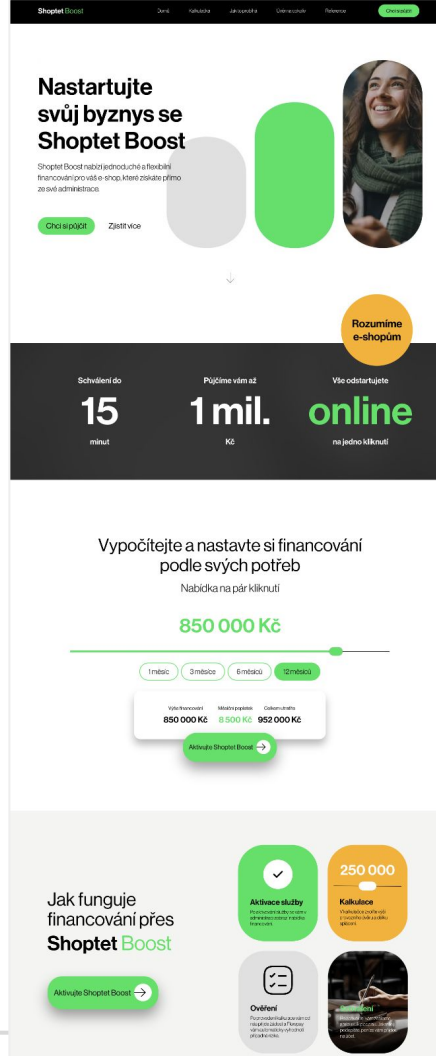 Shoptet Boost
Domů
Kalkulačka
Jak to probíhá
Reference
Chci si půjčit
Nastartujte
svůj byznys se
Shoptet Boost
Shoptet Boost nabízí jednoduché a flexibilní
financování pro váš e-shop, které získáte přímo
ze své administrace.
Chci si půjčit
Zjistit více
Rozumíme
e-shopům
Schválení do
15
minut
Půjčíme vám až
1 mil.
Kč
Vše odstartujete
online
na jedno kliknutí
Vypočítejte a nastavte si financování
podle svých potřeb
Nabídka na pár kliknutí
850 000 Kč
1 měsíc
3 měsíce
6 měsíců
12 měsíců
Výše financování
Měsíční poplatek
Celkem utratíte
850 000 Kč
8 500 Kč
952 000 Kč
Aktivujte Shoptet Boost
Jak funguje
financování přes
Shoptet Boost
Aktivujte Shoptet Boost
Aktivace služby
250 000
Kalkulace
Ověření